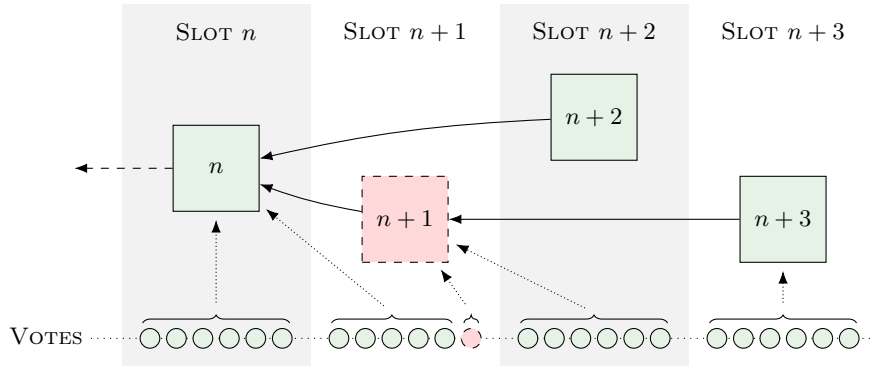 SLOT n SLOT n + 1 SLOT n + 2 SLOT n + 3
n + 2
n
n + 1
n + 3
VOTES